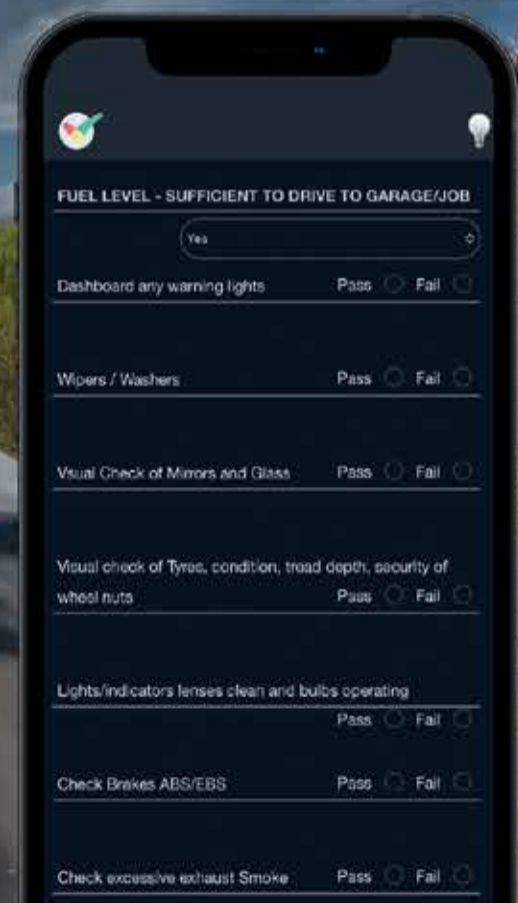 FUEL LEVEL - SUFFICIENT TO DRIVE TO GARAGE/JOB
Yes
Dashboard any warning lights Pass Fail
Wipers / Washers Pass Fail
Vsual Check of Mirrors and Glass Pass Fail
Visual check of Tyres, condition, tread depth, security of
wheel nuts Pass Fail
Lights/indicators lenses clean and bulbs operating
Pass Fail
Check Brakes ABS/EBS Pass Fail
Check excessive exhaust Smoke Pass Fail